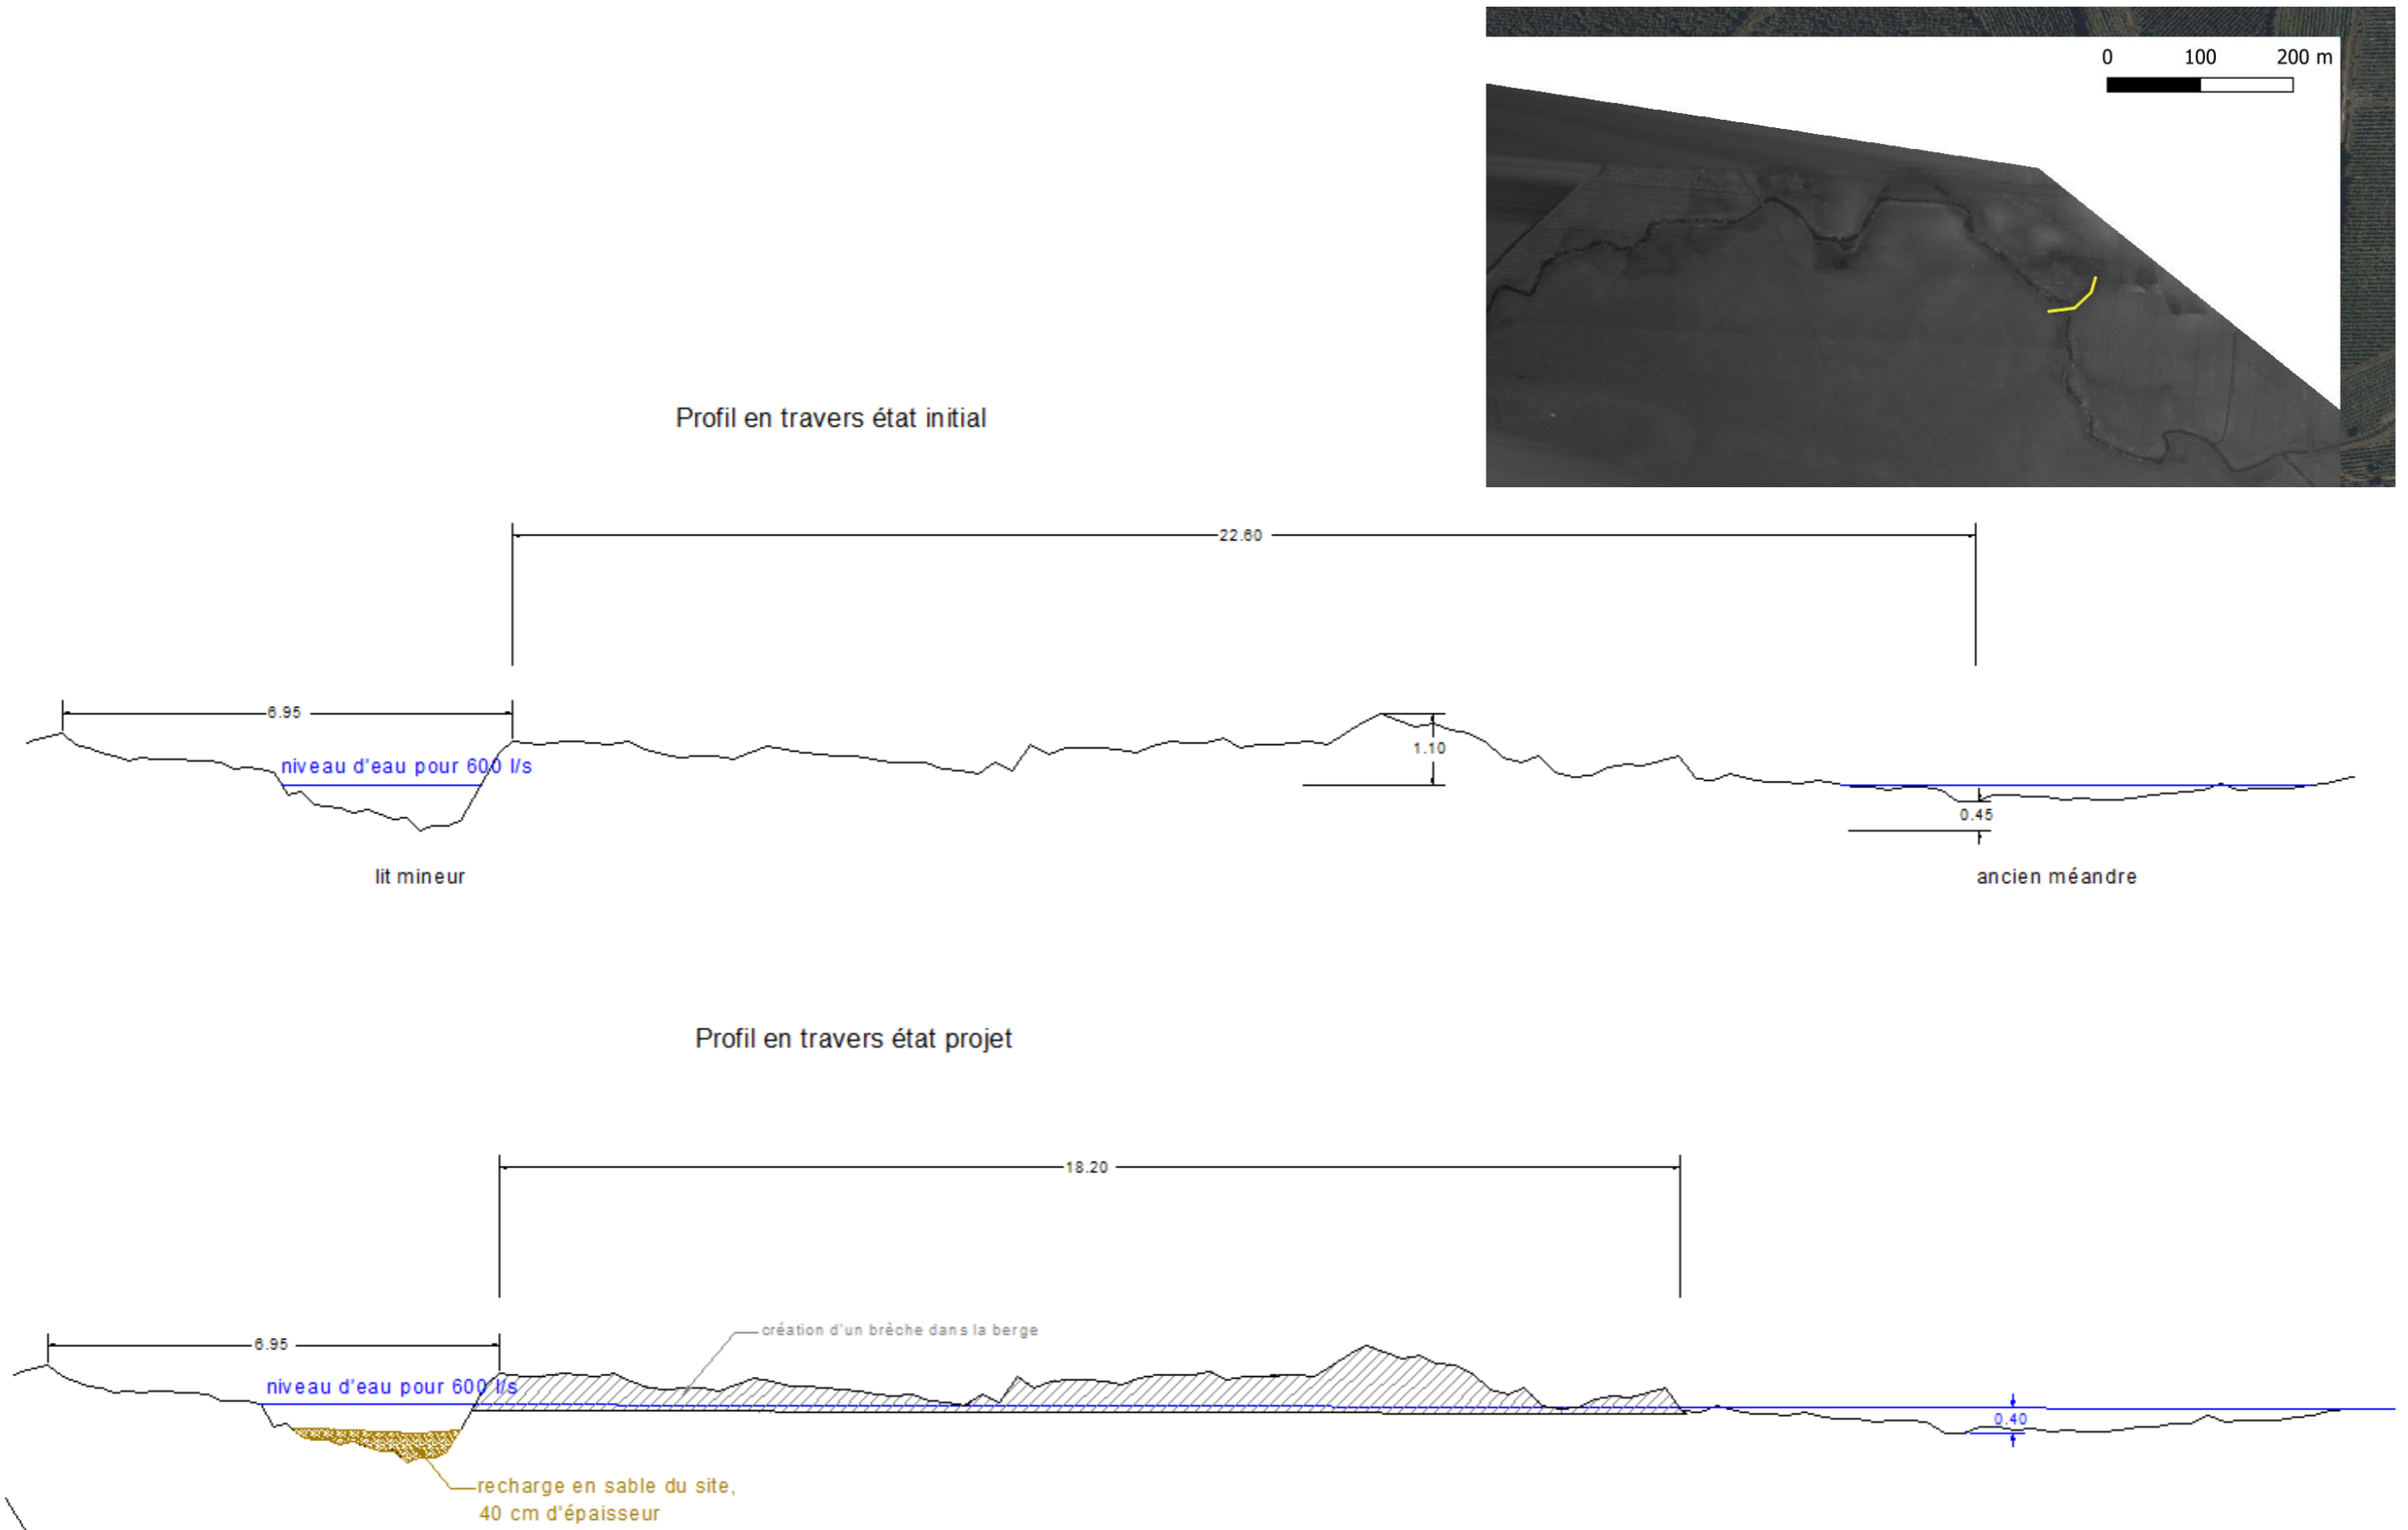 0 100 200 m
Profil en travers état initial
22.60
6.95
niveau d'eau pour 600 l/s
1.10
0.45
lit mineur
ancien méandre
Profil en travers état projet
18.20
création d'un brèche dans la berge
6.95
niveau d'eau pour 600 l/s
0.40
recharge en sable du site,
40 cm d'épaisseur